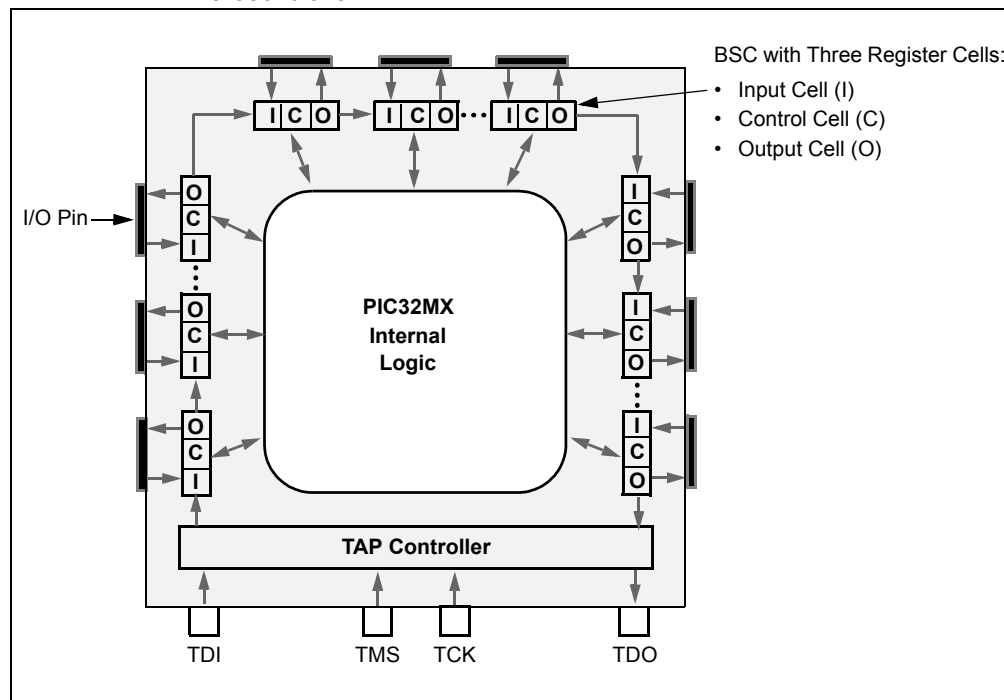 BSC with Three Register Cells:
• Input Cell (I)
• Control Cell (C)
• Output Cell (O)
I C O I C O ••• I C O
I/O Pin
O
C
I
I
C
O
O
C
I
I
C
O
O
C
I
I
C
O
PIC32MX
Internal
Logic
TAP Controller
TDI TMS TCK TDO